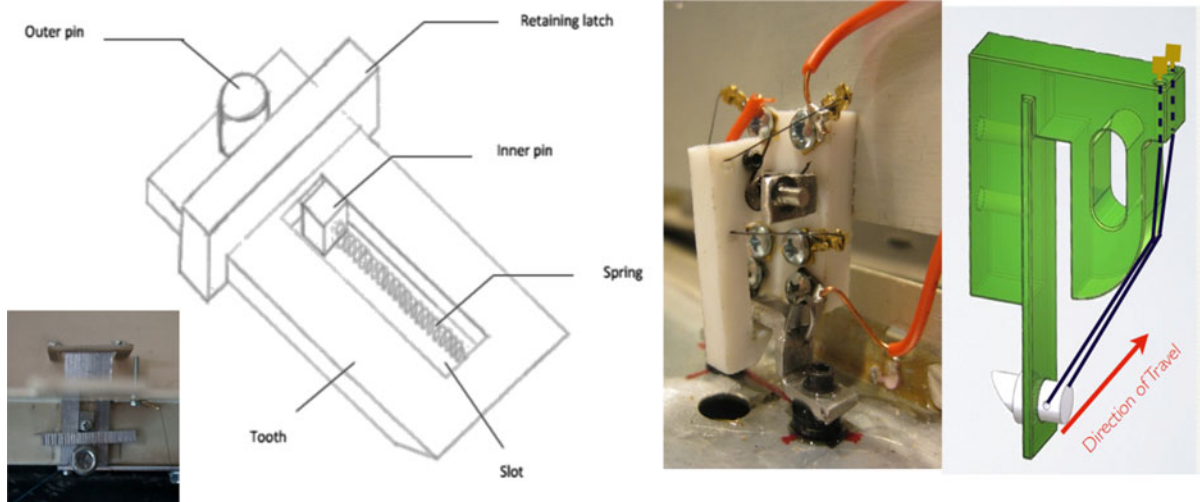 Outer pin
Retaining latch
Inner pin
Spring
Tooth
Slot
Direction of Travel